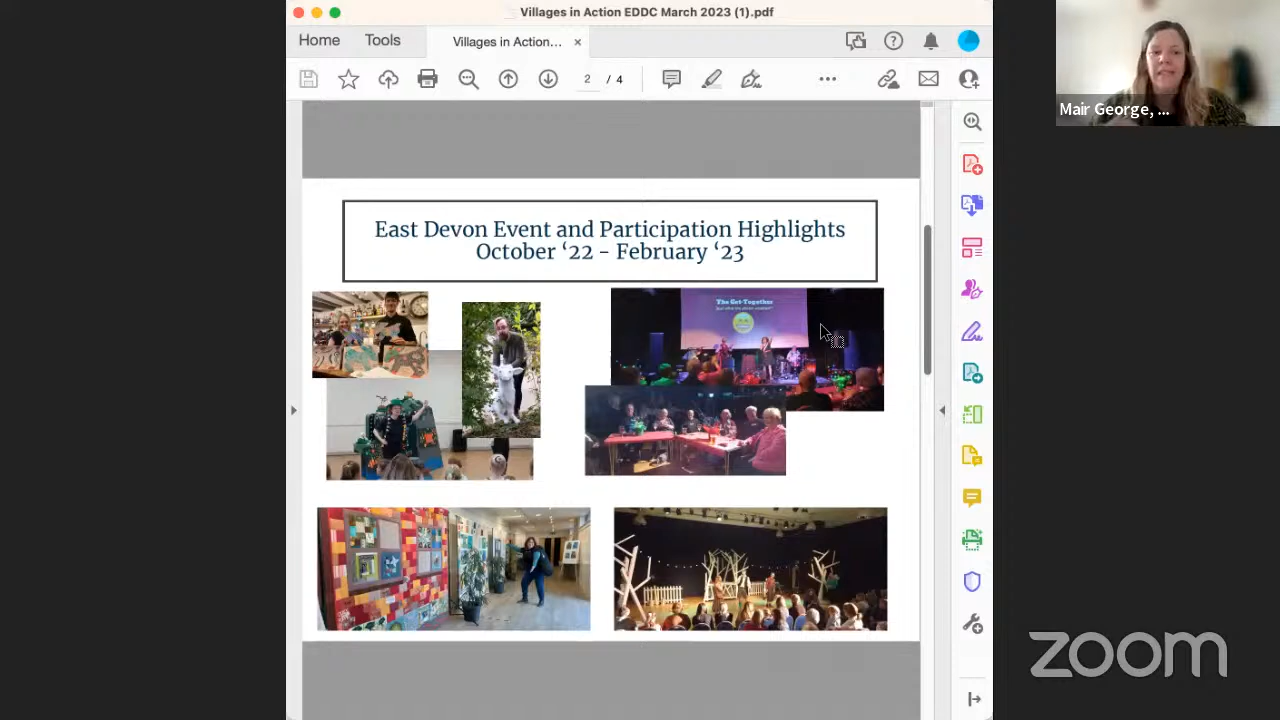 Villages in Action EDDC March 2023 (1).pdf
Home
Tools
Villages in Action...
2 / 4
Mair George, ...
East Devon Event and Participation Highlights
October ‘22 - February ‘23
The Get-Together
zoom